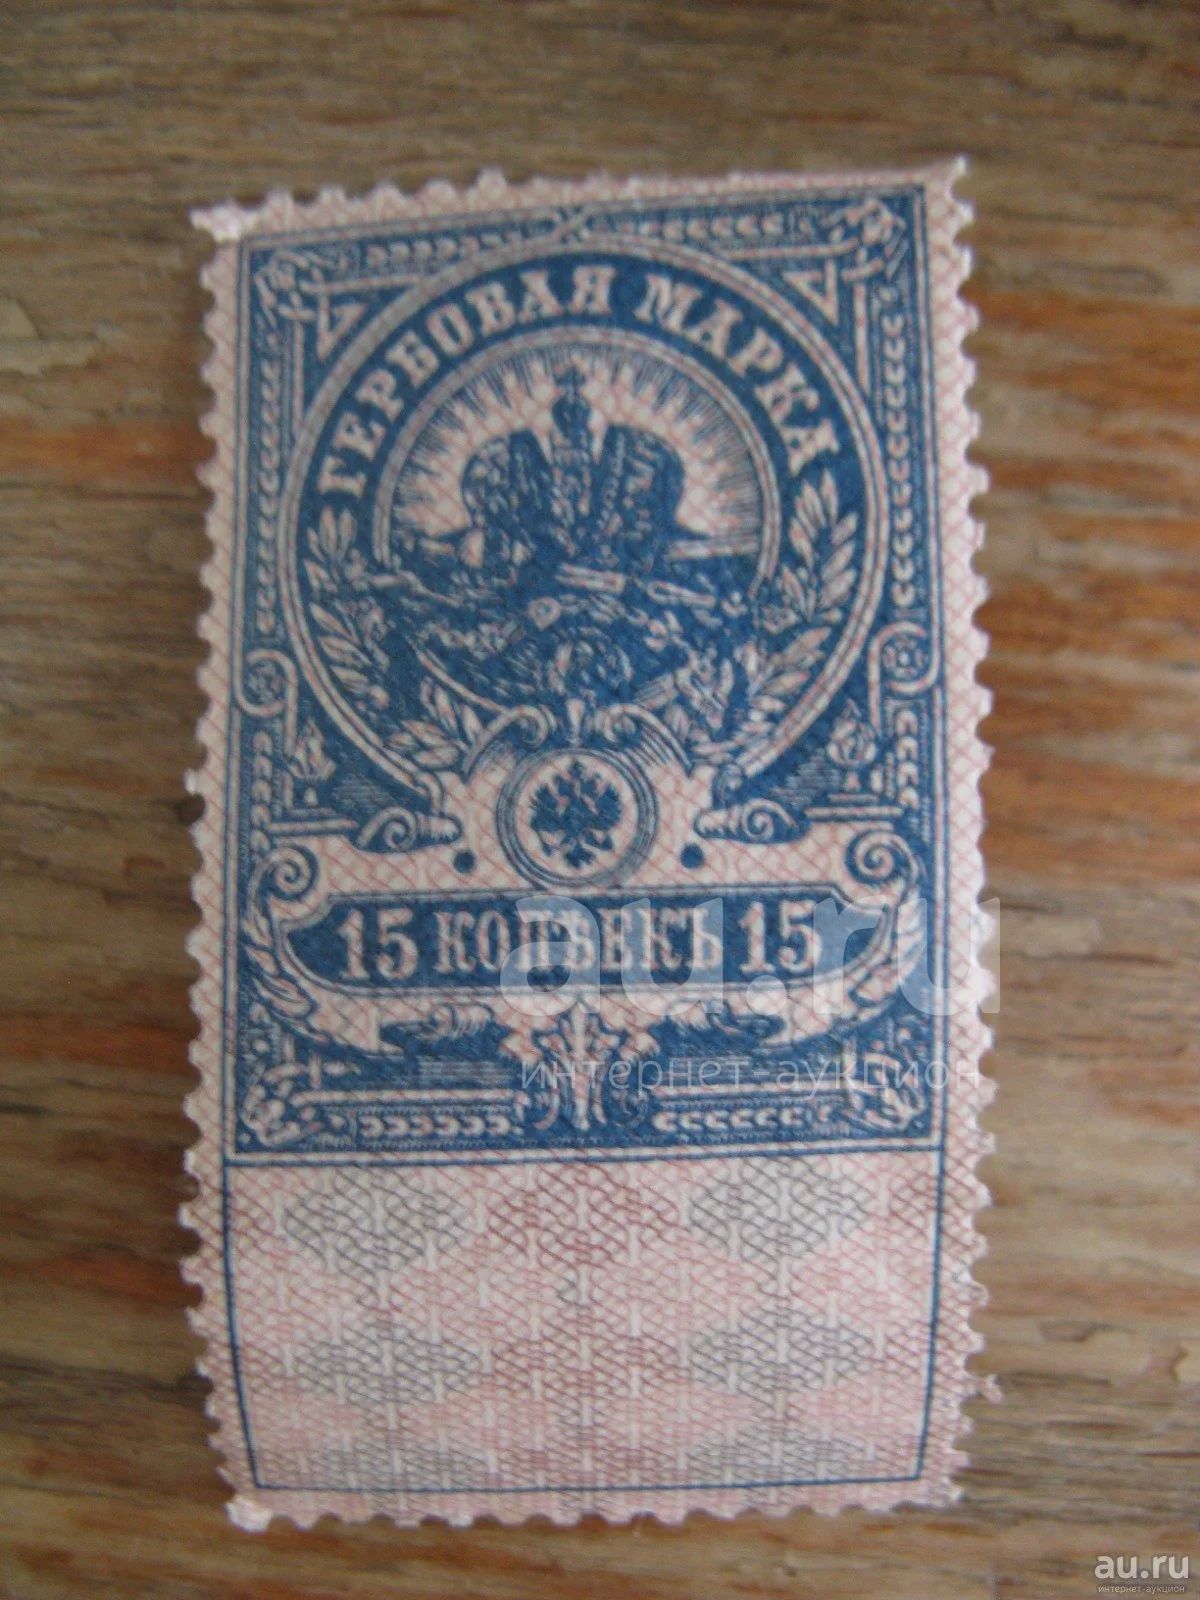 ГЕРБОВАЯ МАРКА
15 КОПѢЕКЪ 15
au.ru
интернет-аукцион
au.ru
интернет-аукцион